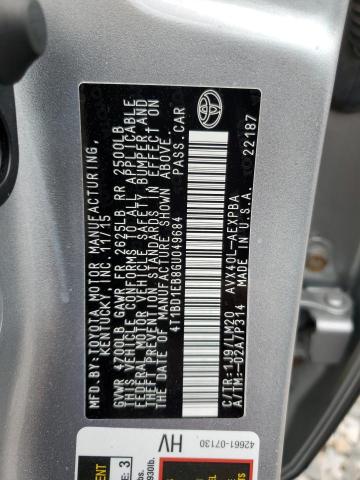 MFD. BY: TOYOTA MOTOR MANUFACTURING,
KENTUCKY INC. 11/15
GVWR 4700LB GAWR FR 2625LB RR 2500LB
THIS VEHICLE CONFORMS TO ALL APPLICABLE
FEDERAL MOTOR VEHICLE SAFETY, BUMPER, AND
THEFT PREVENTION STANDARDS IN EFFECT ON
THE DATE OF MANUFACTURE SHOWN ABOVE.
4T1BD1EB8GU049684 PASS.CAR
C/TR: 1J9/LM20 AVX40L-AEXPBA
A/TM: -02A/P314 MADE IN U.S.A.
22187
42661-07130
HV
3